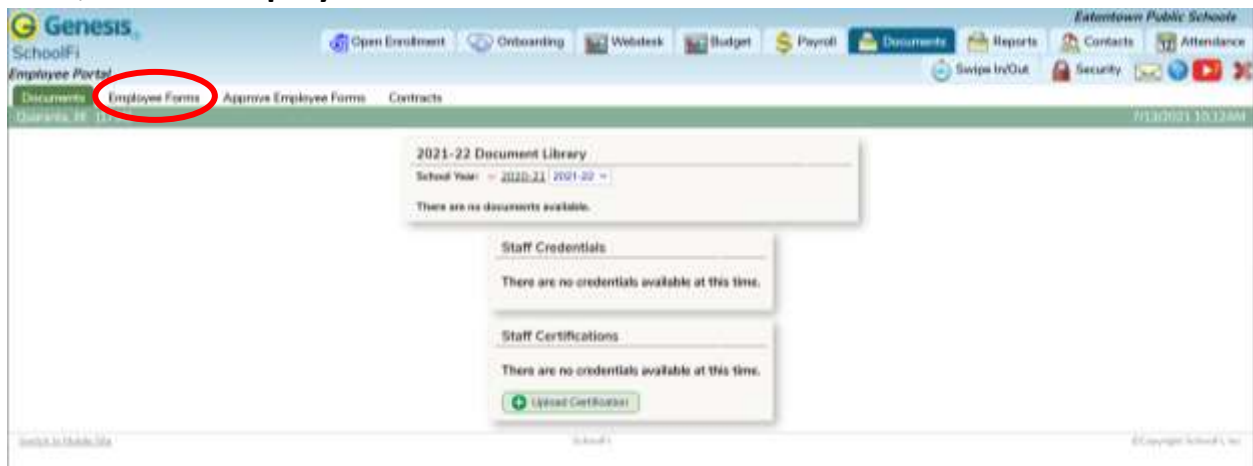 Genesis
Eatontown Public Schools
SchoolFi
Open Enrollment Onboarding Webdesk Budget Payroll Documents Reports Contacts Attendance
Employee Portal
Swipe In/Out Security
Documents Employee Forms Approve Employee Forms Contracts
7/13/2021 10:12AM
2021-22 Document Library
School Year: 2020-21 2021-22
There are no documents available.
Staff Credentials
There are no credentials available at this time.
Staff Certifications
There are no credentials available at this time.
Upload Certification
Switch to Mobile Site SchoolFi ©Copyright SchoolFi, Inc